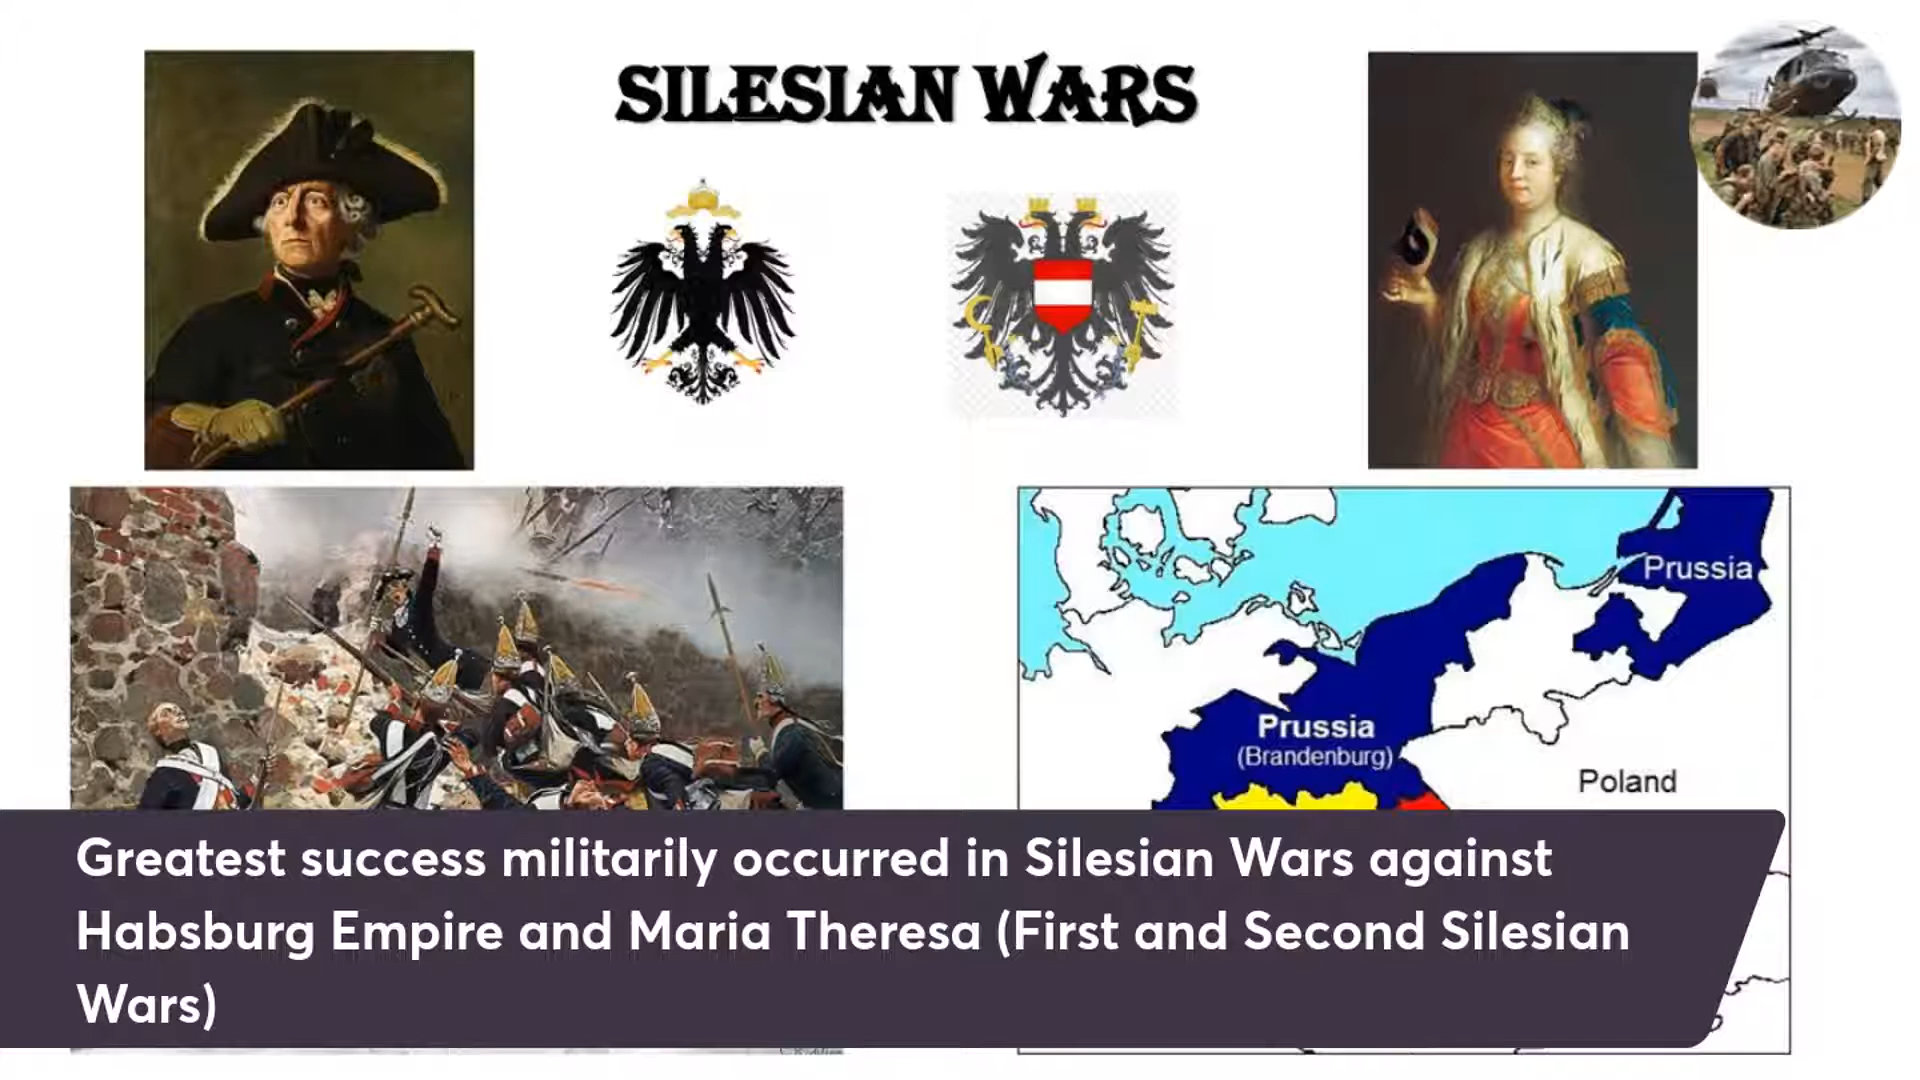 SILESIAN WARS
Prussia
Prussia
(Brandenburg)
Poland
Greatest success militarily occurred in Silesian Wars against
Habsburg Empire and Maria Theresa (First and Second Silesian
Wars)